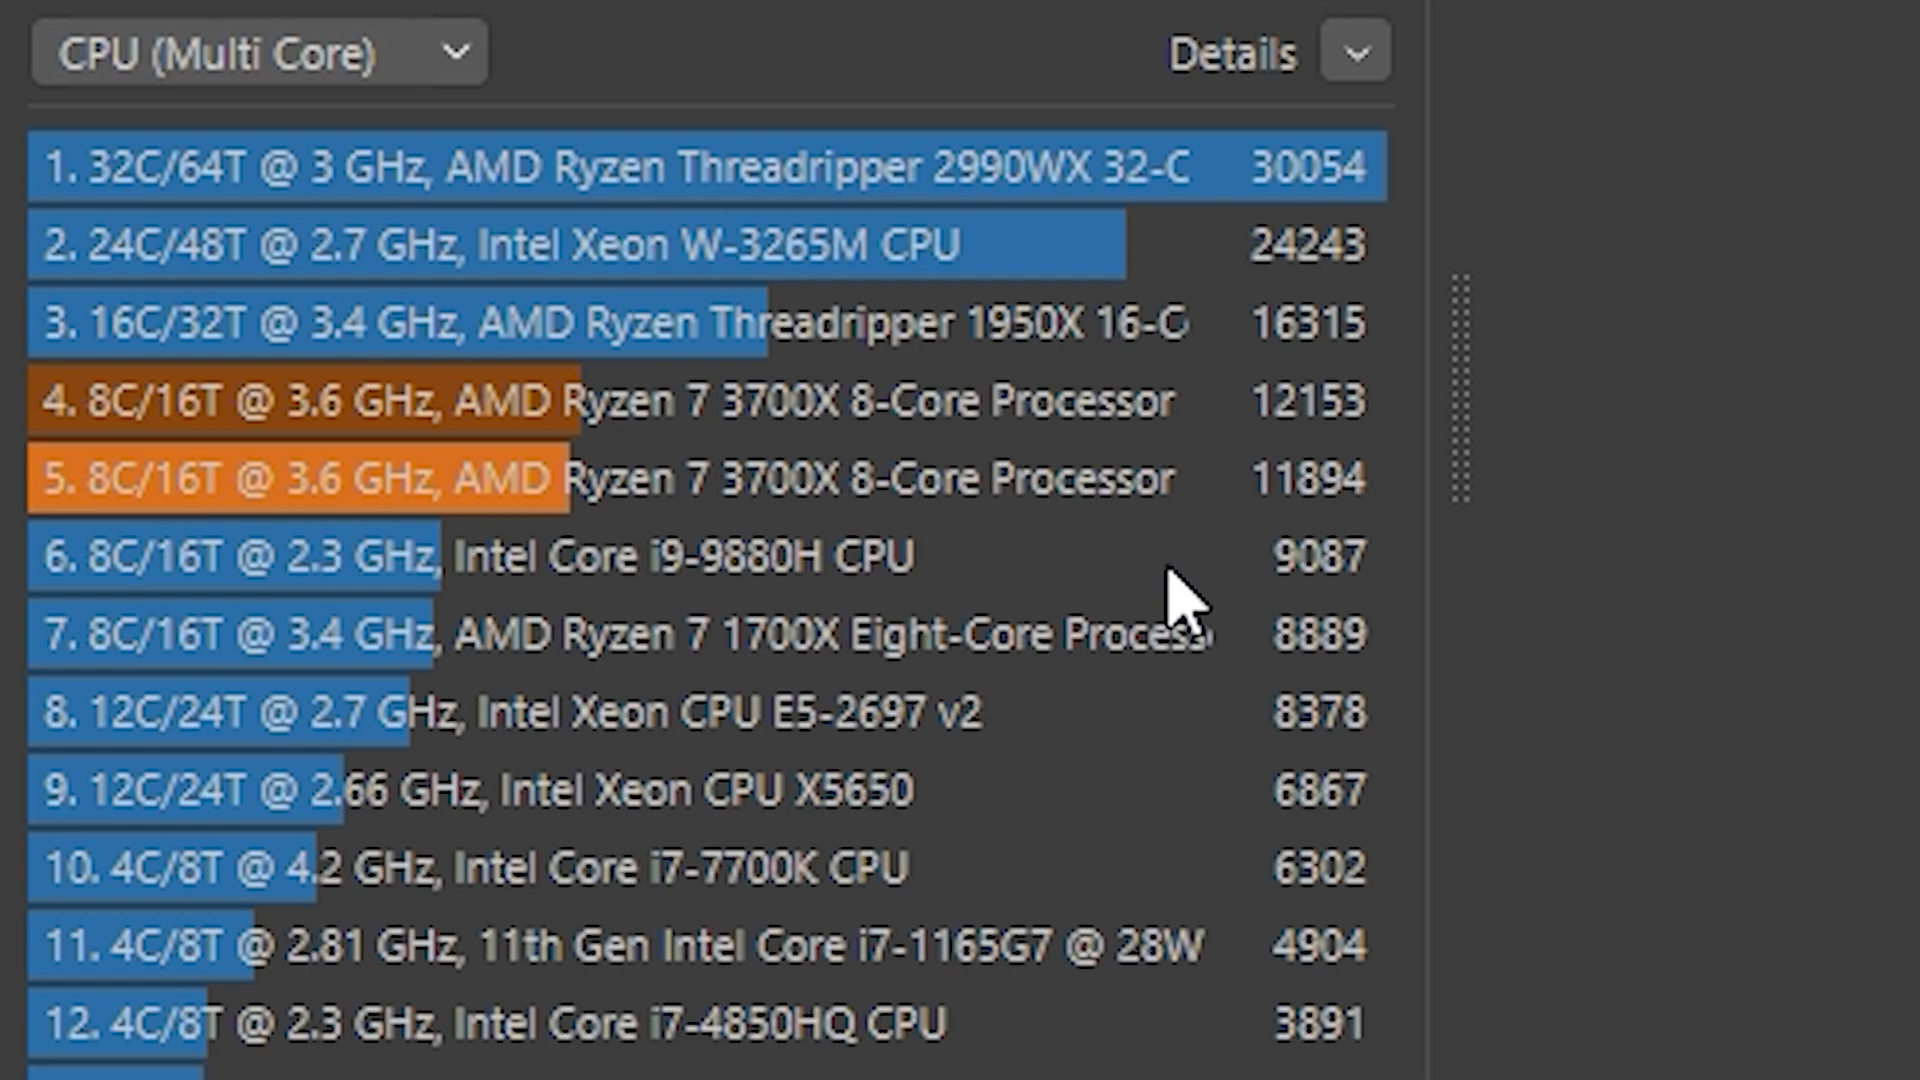 CPU (Multi Core) Details
1. 32C/64T @ 3 GHz, AMD Ryzen Threadripper 2990WX 32-C 30054
2. 24C/48T @ 2.7 GHz, Intel Xeon W-3265M CPU 24243
3. 16C/32T @ 3.4 GHz, AMD Ryzen Threadripper 1950X 16-C 16315
4. 8C/16T @ 3.6 GHz, AMD Ryzen 7 3700X 8-Core Processor 12153
5. 8C/16T @ 3.6 GHz, AMD Ryzen 7 3700X 8-Core Processor 11894
6. 8C/16T @ 2.3 GHz, Intel Core i9-9880H CPU 9087
7. 8C/16T @ 3.4 GHz, AMD Ryzen 7 1700X Eight-Core Process 8889
8. 12C/24T @ 2.7 GHz, Intel Xeon CPU E5-2697 v2 8378
9. 12C/24T @ 2.66 GHz, Intel Xeon CPU X5650 6867
10. 4C/8T @ 4.2 GHz, Intel Core i7-7700K CPU 6302
11. 4C/8T @ 2.81 GHz, 11th Gen Intel Core i7-1165G7 @ 28W 4904
12. 4C/8T @ 2.3 GHz, Intel Core i7-4850HQ CPU 3891